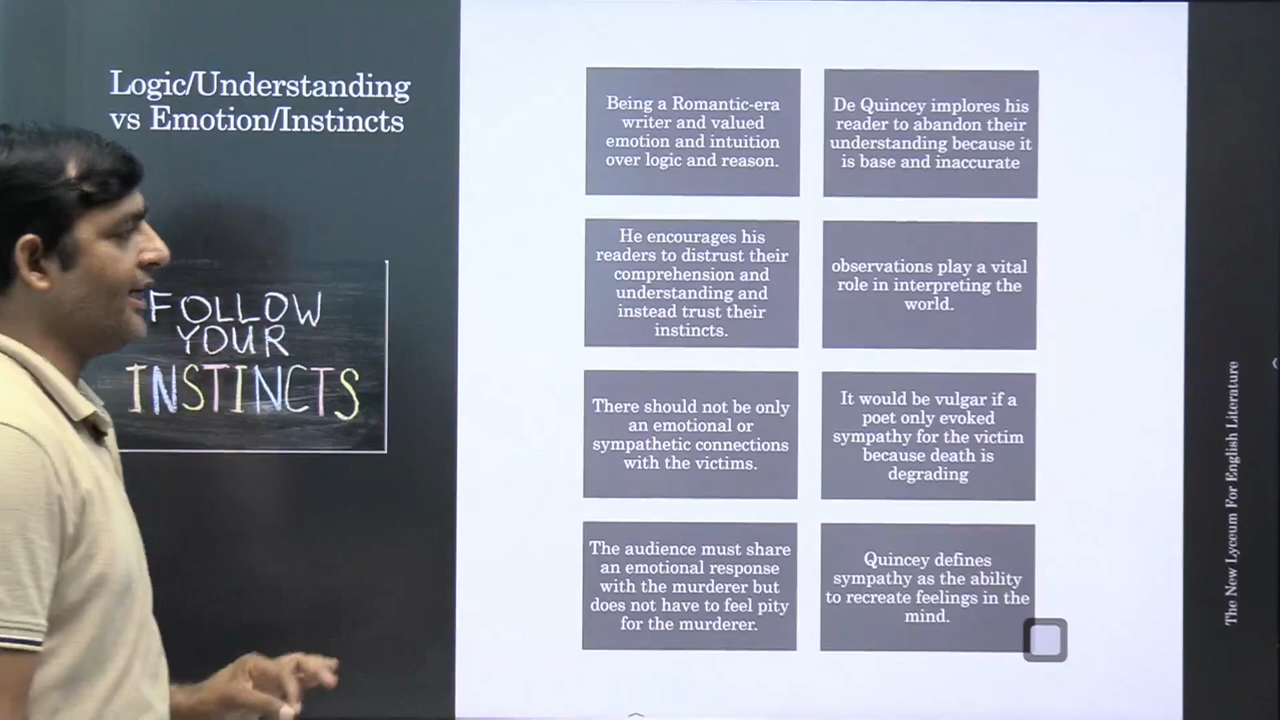 Logic/Understanding
vs Emotion/Instincts
FOLLOW
YOUR
INSTINCTS
Being a Romantic-era
writer and valued
emotion and intuition
over logic and reason.
De Quincey implores his
reader to abandon their
understanding because it
is base and inaccurate
He encourages his
readers to distrust their
comprehension and
understanding and
instead trust their
instincts.
observations play a vital
role in interpreting the
world.
There should not be only
an emotional or
sympathetic connections
with the victims.
It would be vulgar if a
poet only evoked
sympathy for the victim
because death is
degrading
The audience must share
an emotional response
with the murderer but
does not have to feel pity
for the murderer.
Quincey defines
sympathy as the ability
to recreate feelings in the
mind.
The New Lyceum For English Literature